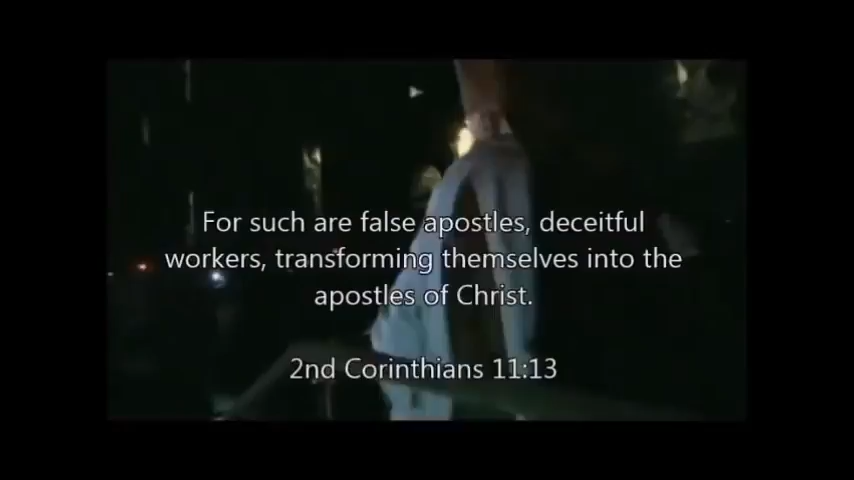 For such are false apostles, deceitful
workers, transforming themselves into the
apostles of Christ.
2nd Corinthians 11:13